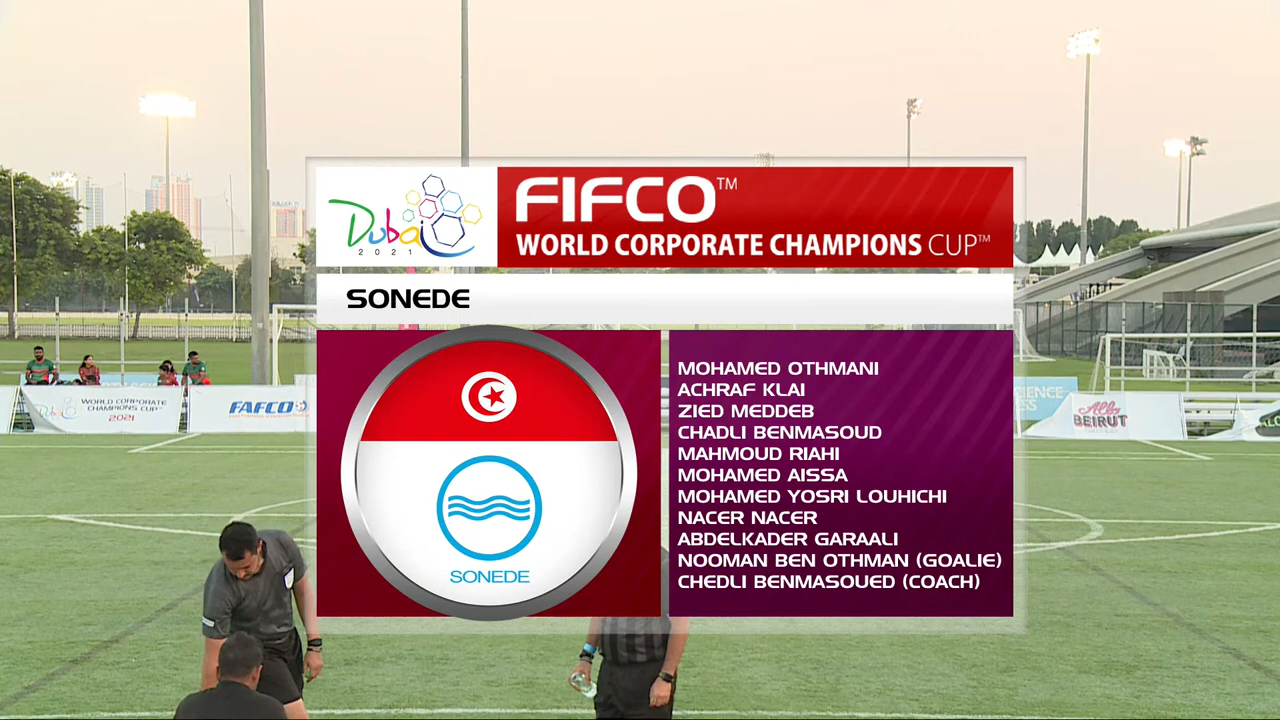 Dubai
2021
FIFCO™
WORLD CORPORATE CHAMPIONS CUP™
SONEDE
SONEDE
MOHAMED OTHMANI
ACHRAF KLAI
ZIED MEDDEB
CHADLI BENMASOUD
MAHMOUD RIAHI
MOHAMED AISSA
MOHAMED YOSRI LOUHICHI
NACER NACER
ABDELKADER GARAALI
NOOMAN BEN OTHMAN (GOALIE)
CHEDLI BENMASOUED (COACH)
Dubai
WORLD CORPORATE
CHAMPIONS CUP™
2021
FAFCO
BEIRUT